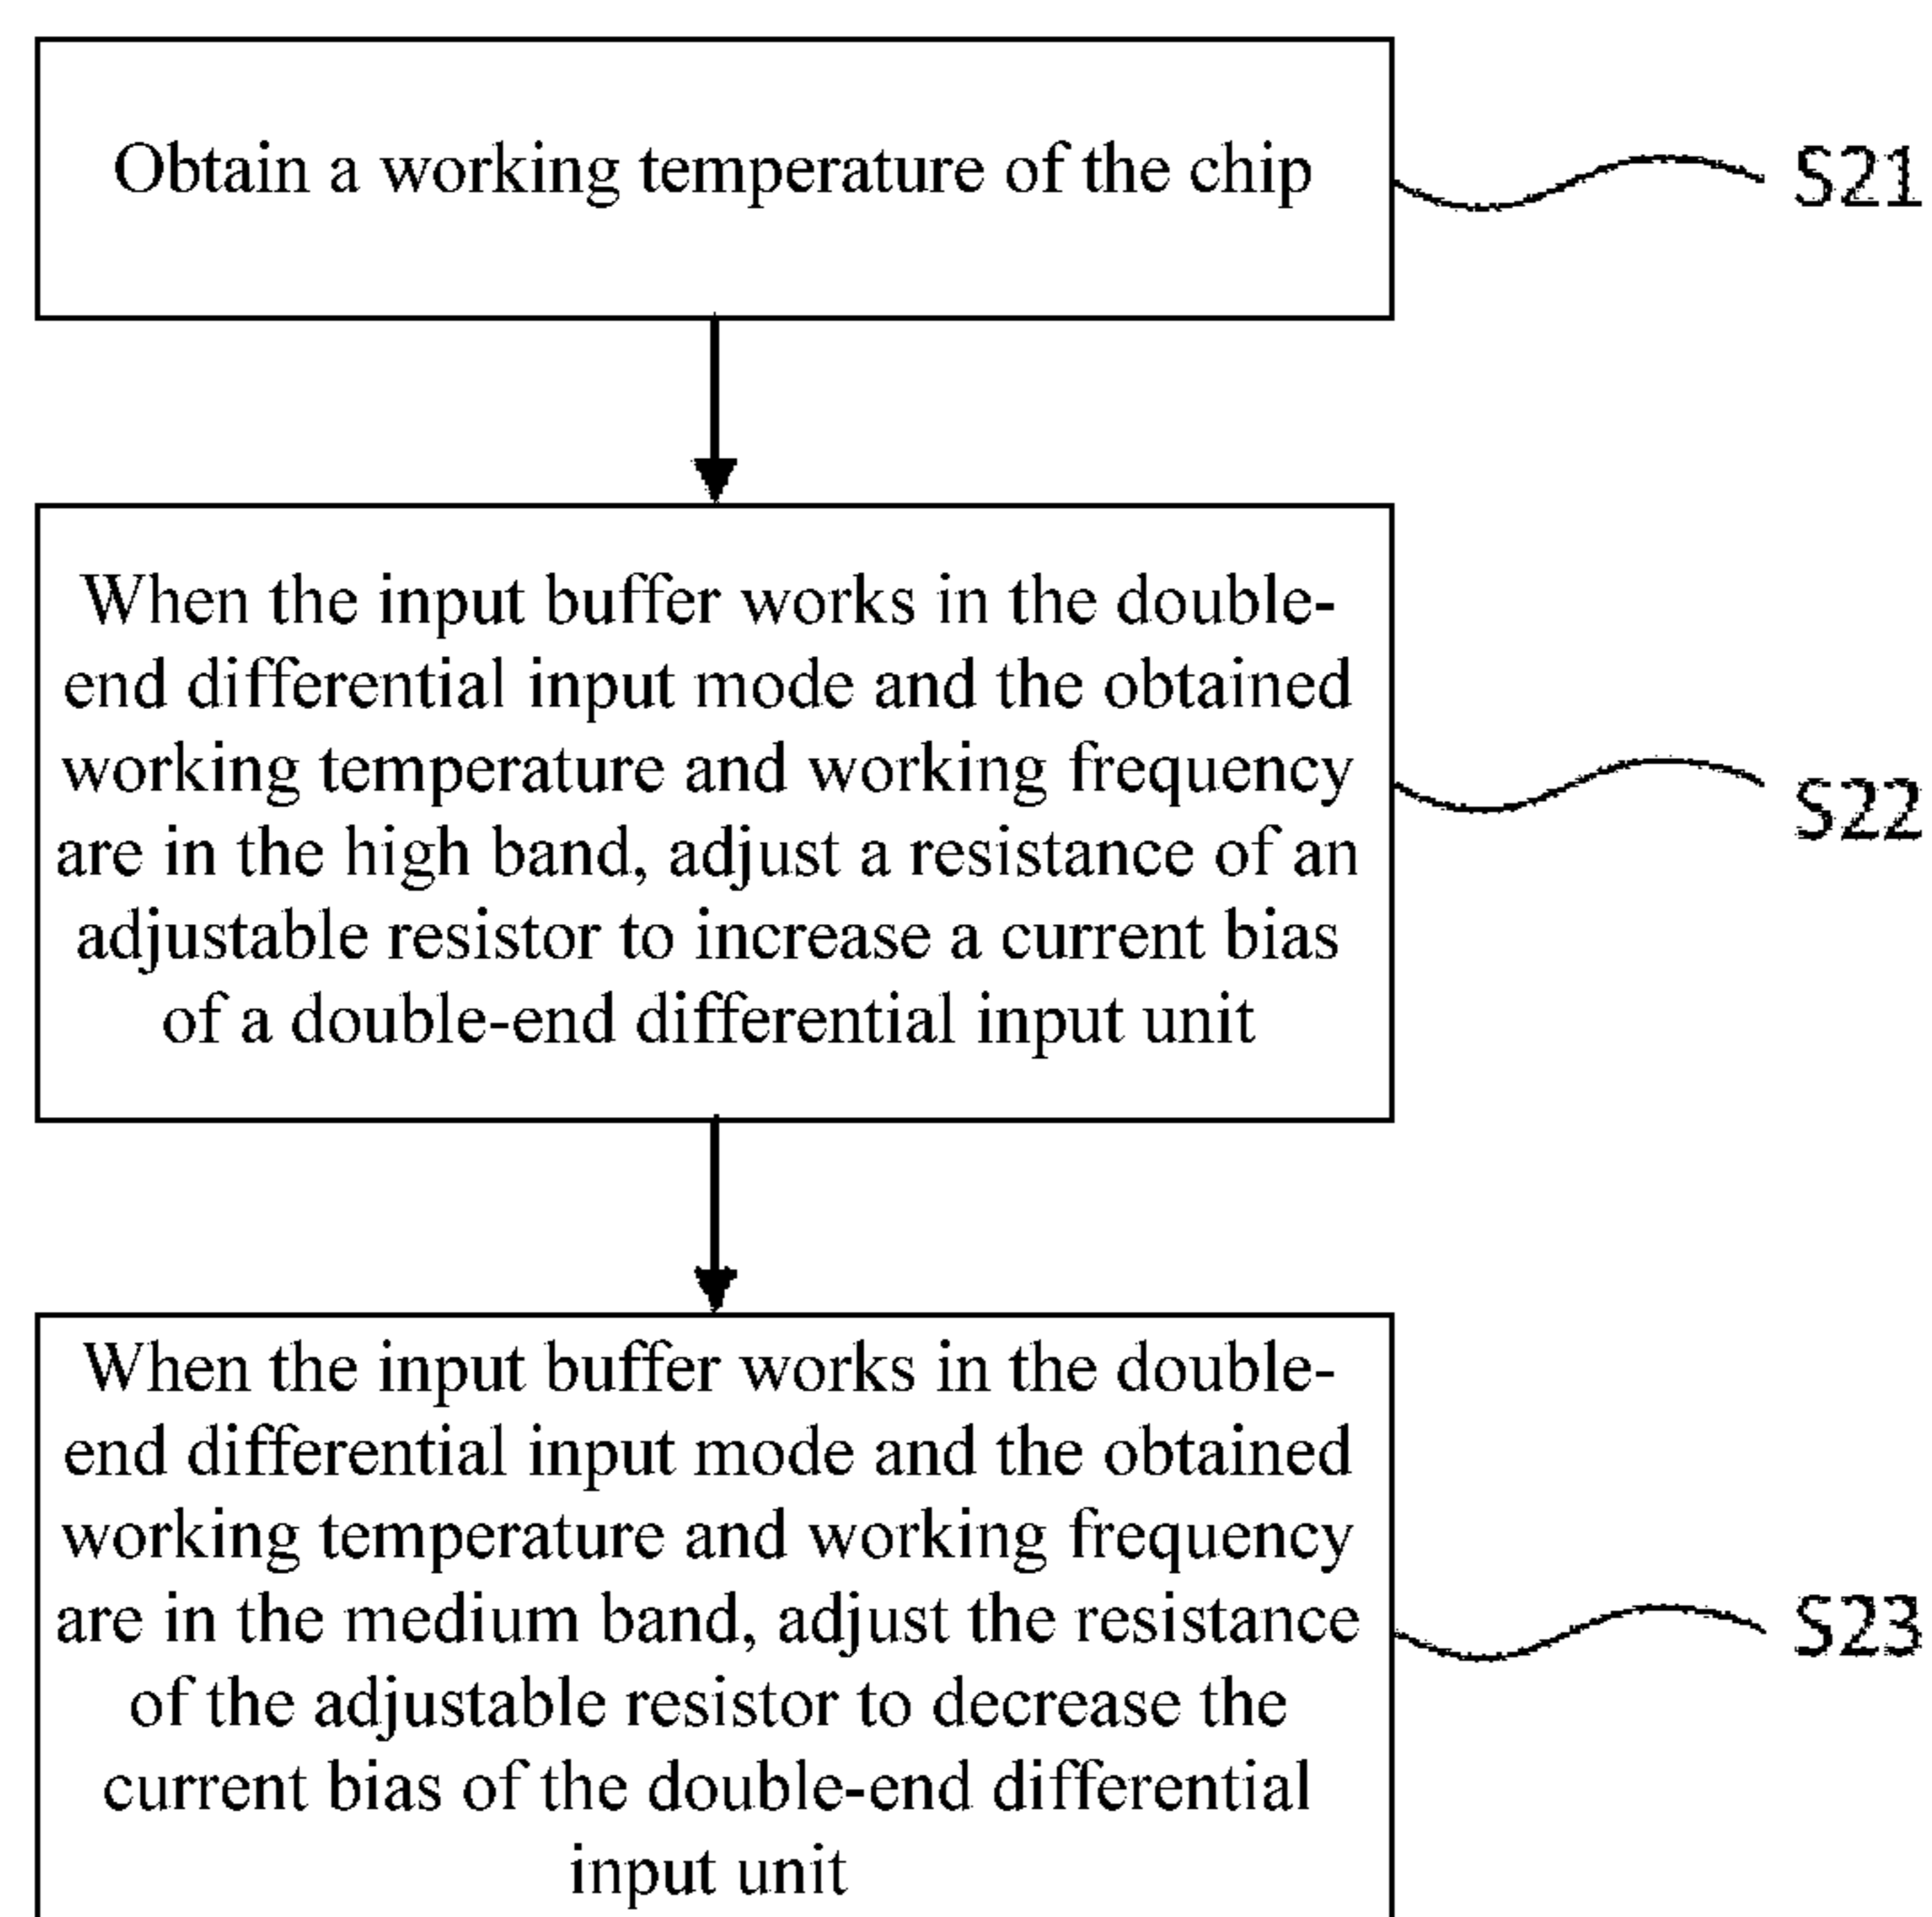 Obtain a working temperature of the chip
S21
When the input buffer works in the double-
end differential input mode and the obtained
working temperature and working frequency
are in the high band, adjust a resistance of an
adjustable resistor to increase a current bias
of a double-end differential input unit
S22
When the input buffer works in the double-
end differential input mode and the obtained
working temperature and working frequency
are in the medium band, adjust the resistance
of the adjustable resistor to decrease the
current bias of the double-end differential
input unit
S23